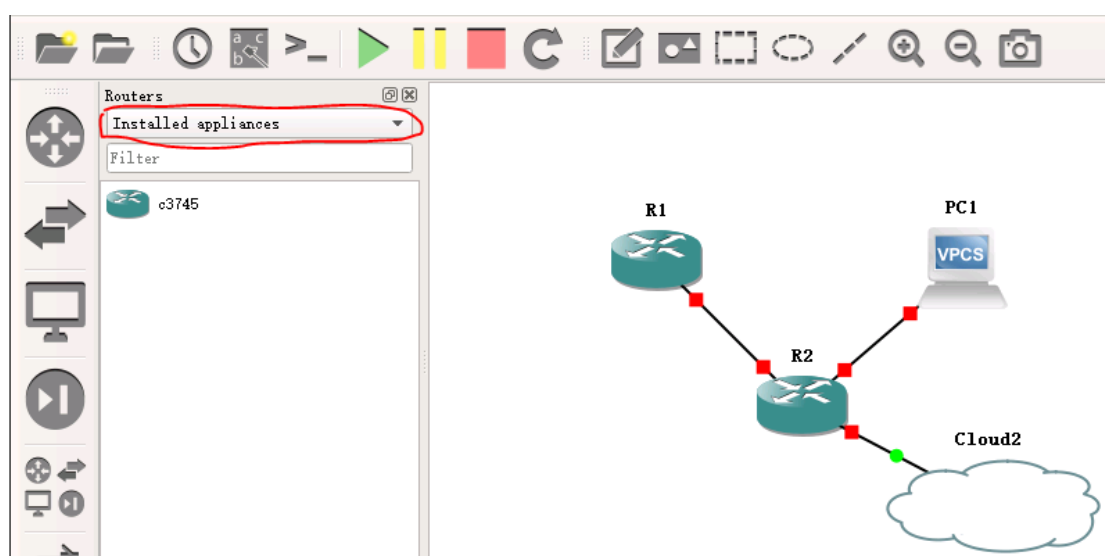 a c
b
>_
Routers
Installed appliances
Filter
c3745
R1
PC1
VPCS
R2
Cloud2